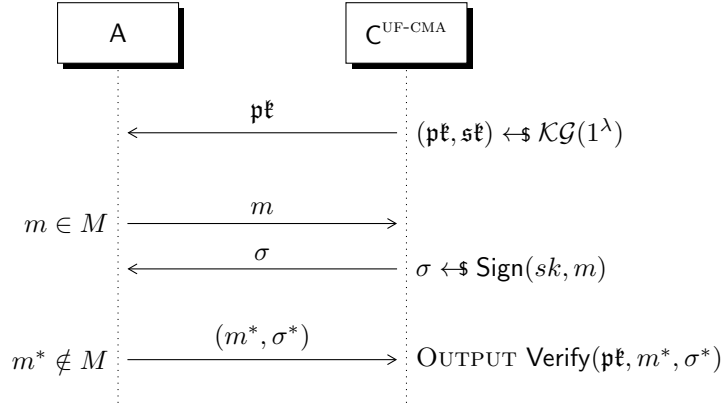 A C^UF-CMA
𝔭𝔨
(𝔭𝔨, 𝔰𝔨) ←$ 𝒦𝒢(1^λ)
m ∈ M m
σ σ ←$ Sign(sk, m)
m* ∉ M (m*, σ*) OUTPUT Verify(𝔭𝔨, m*, σ*)